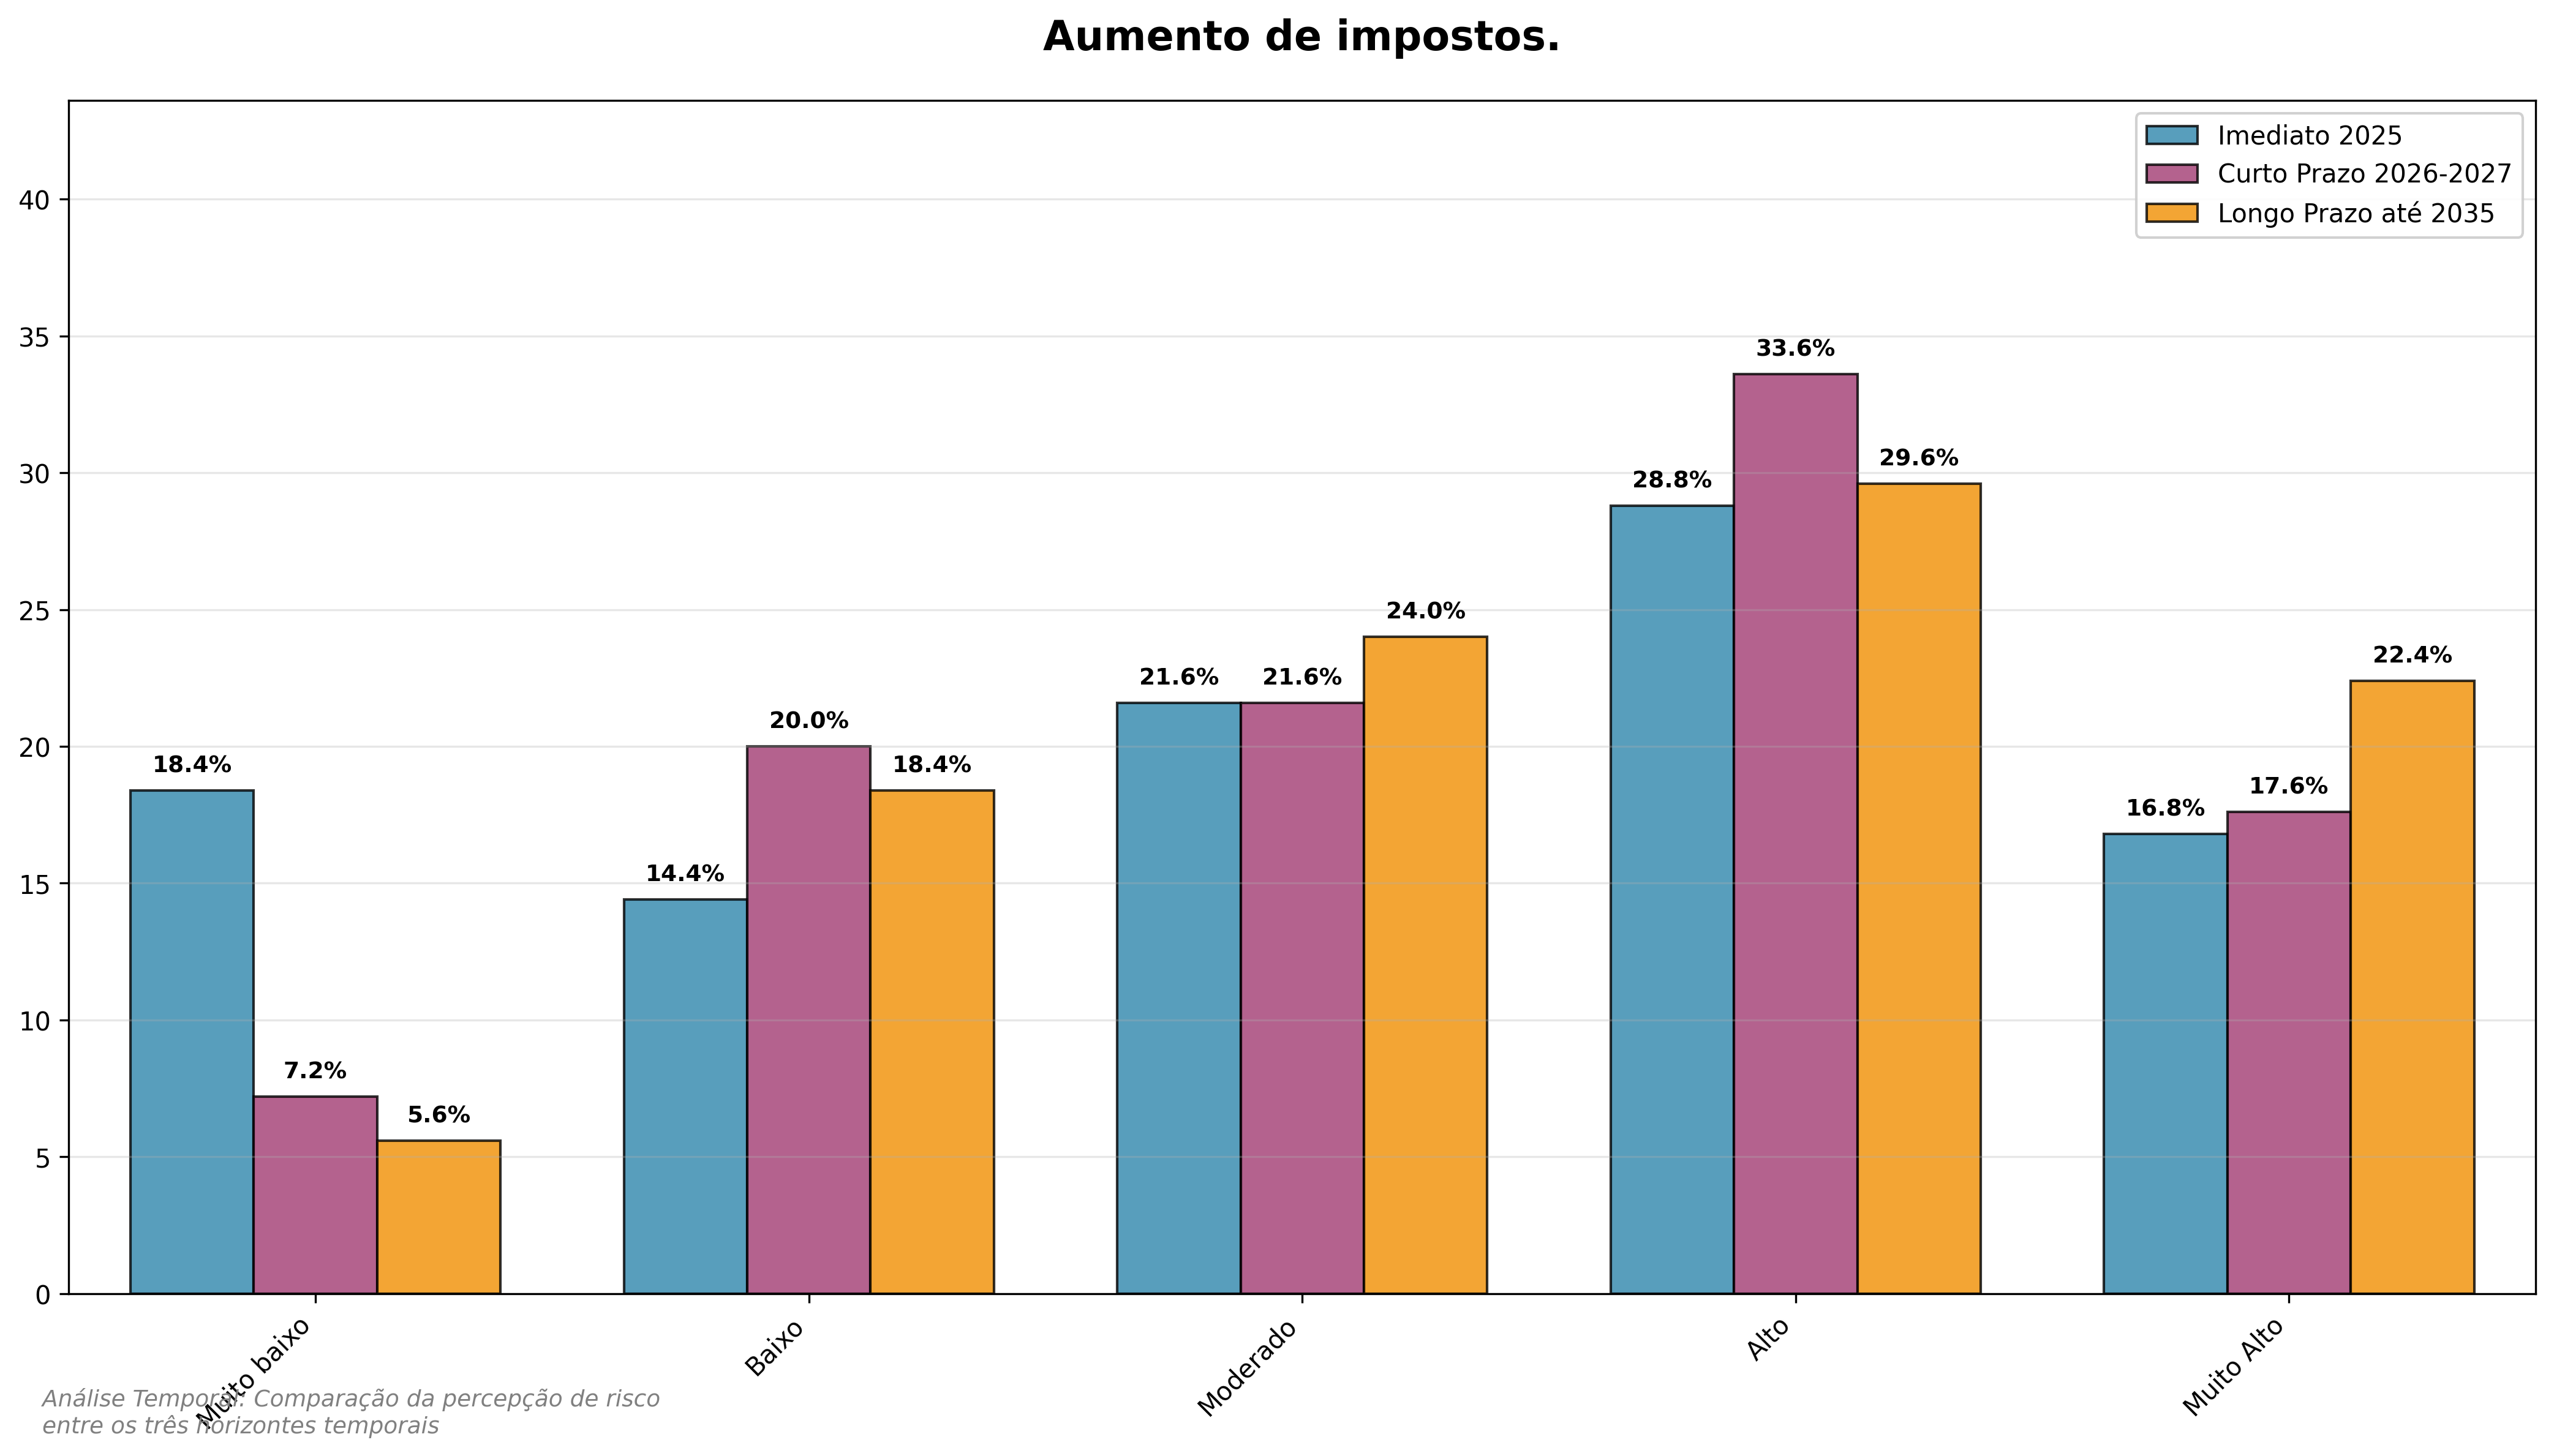 Aumento de impostos.
Imediato 2025
Curto Prazo 2026-2027
Longo Prazo até 2035
40
35
30
25
20
15
10
5
0
18.4%
7.2%
5.6%
14.4%
20.0%
18.4%
21.6%
21.6%
24.0%
28.8%
33.6%
29.6%
16.8%
17.6%
22.4%
Muito baixo
Baixo
Moderado
Alto
Muito Alto
Análise Temporal: Comparação da percepção de risco
entre os três horizontes temporais